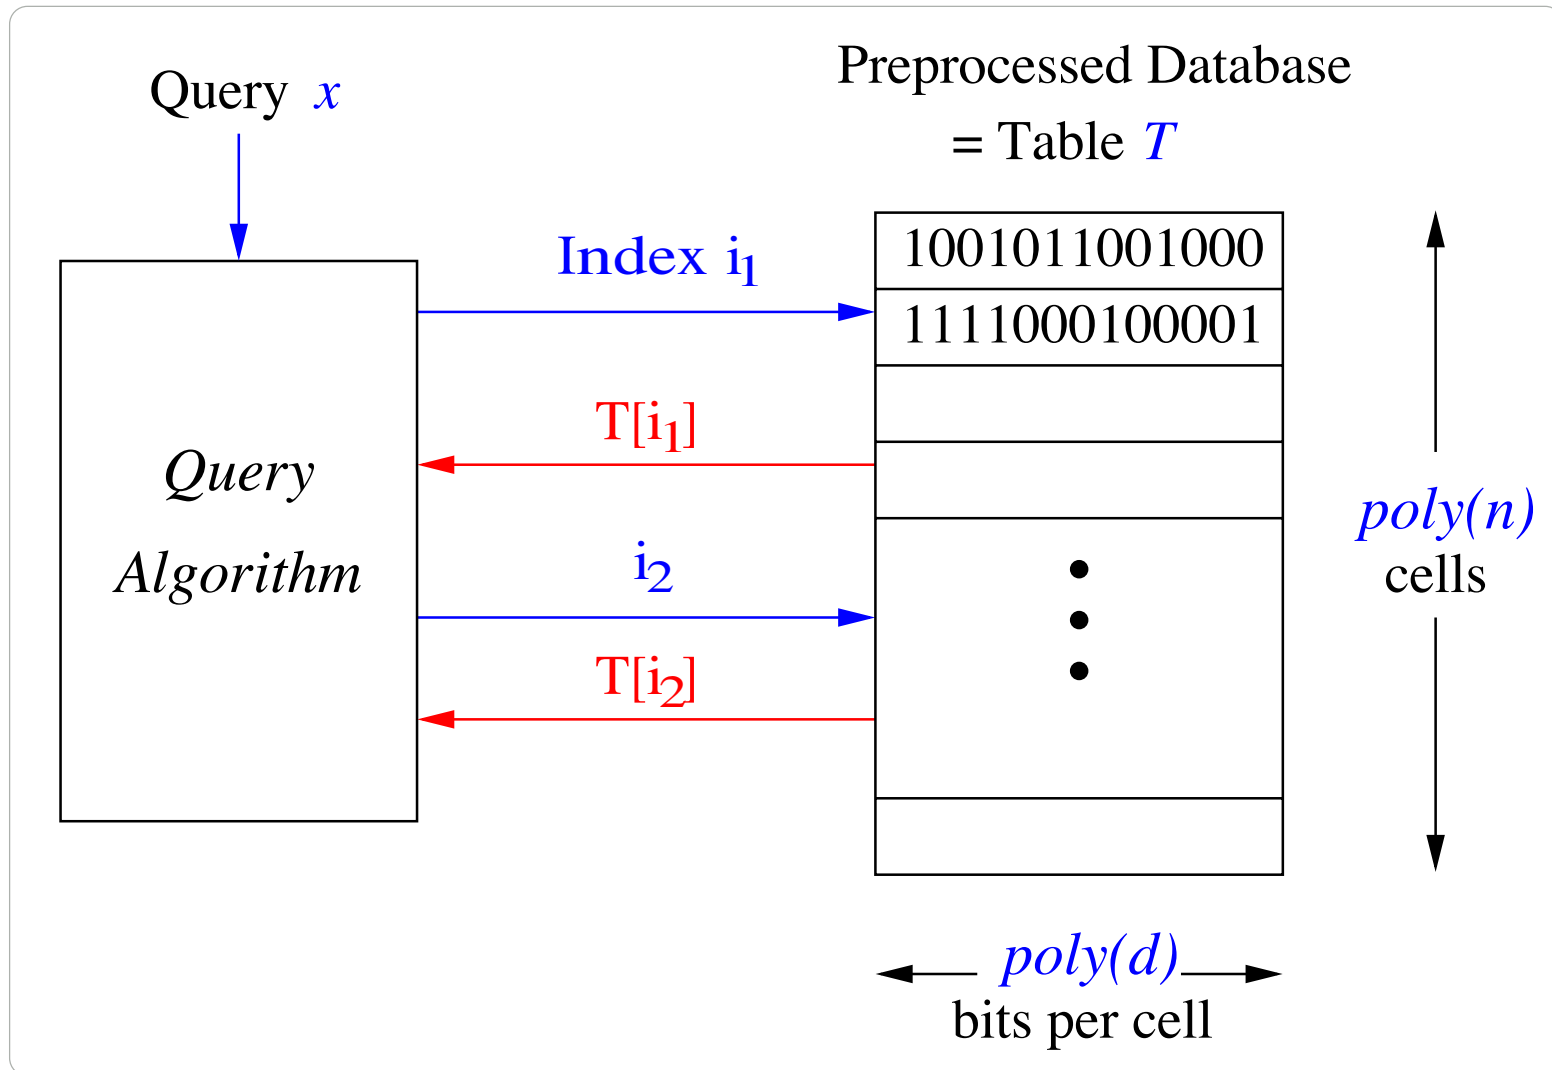 Query x
Preprocessed Database
= Table T
Index i1
1001011001000
1111000100001
T[i1]
Query
Algorithm
i2
T[i2]
poly(n)
cells
poly(d)
bits per cell